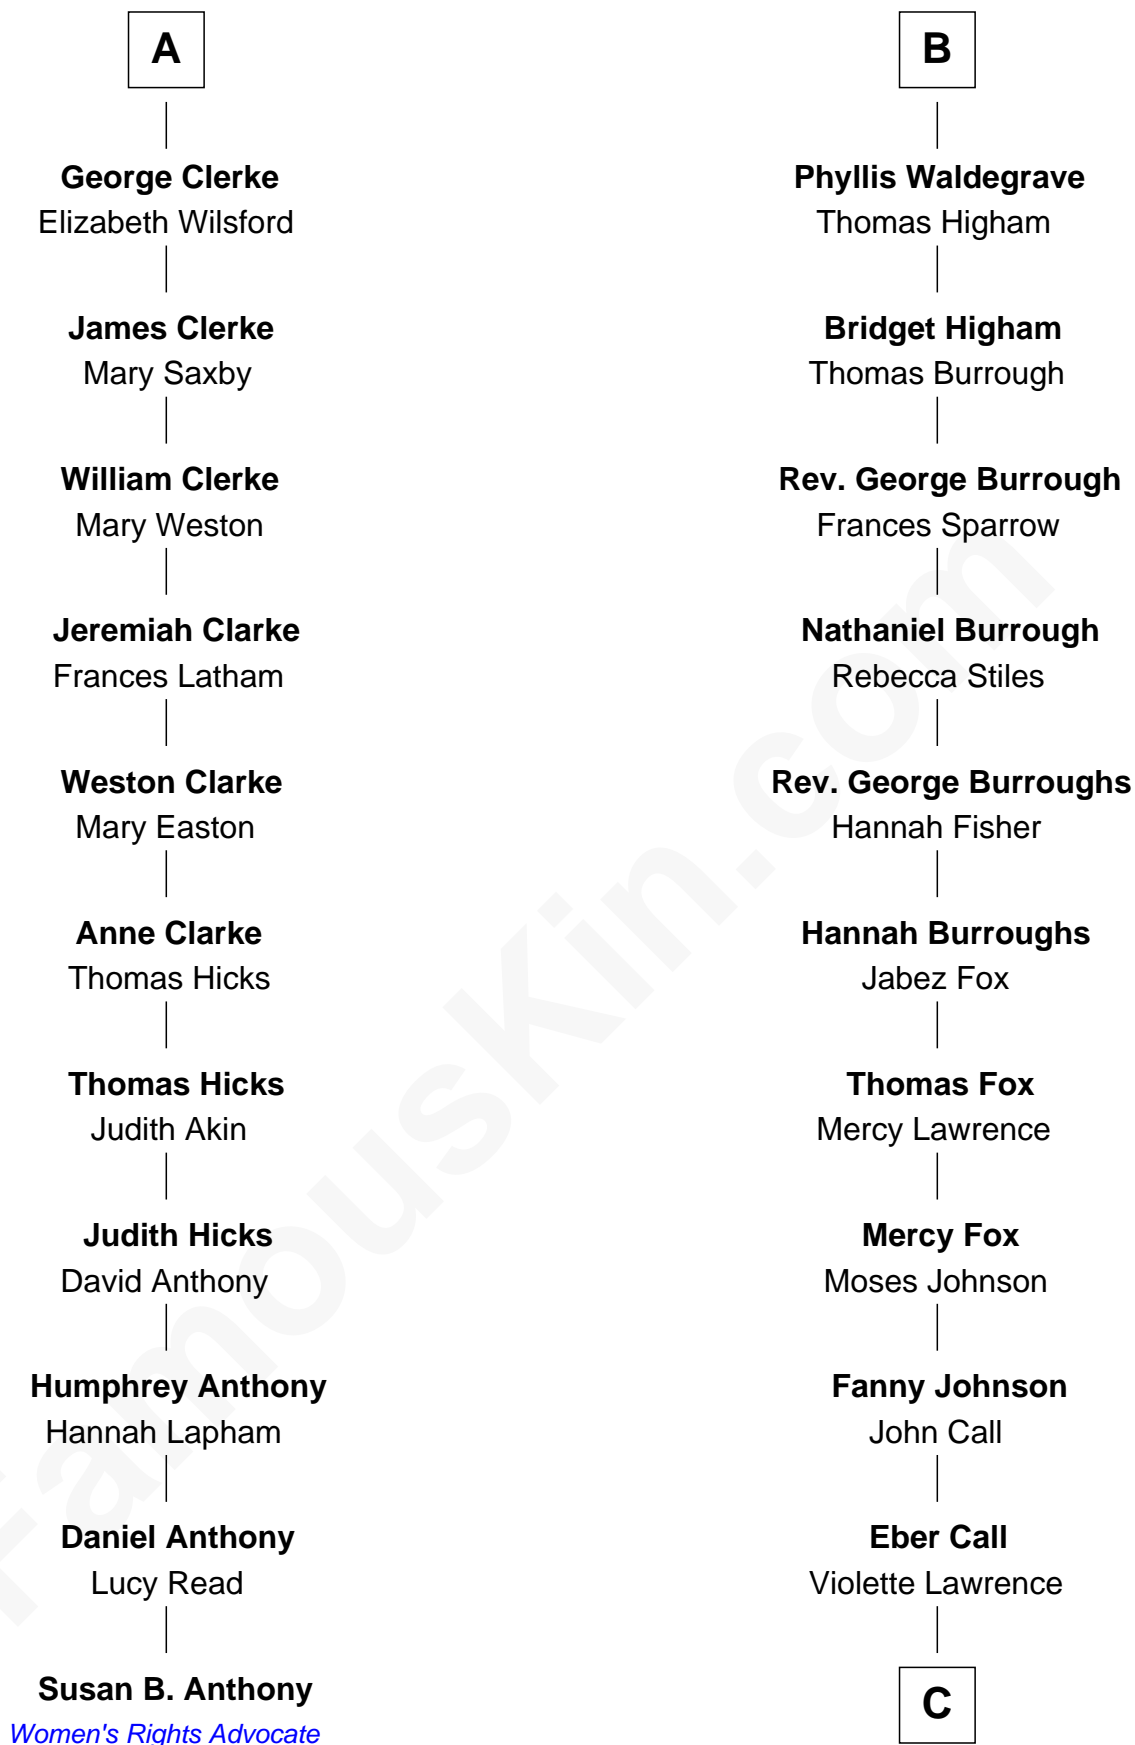 A
George Clerke
Elizabeth Wilsford
James Clerke
Mary Saxby
William Clerke
Mary Weston
Jeremiah Clarke
Frances Latham
Weston Clarke
Mary Easton
Anne Clarke
Thomas Hicks
Thomas Hicks
Judith Akin
Judith Hicks
David Anthony
Humphrey Anthony
Hannah Lapham
Daniel Anthony
Lucy Read
Susan B. Anthony
Women's Rights Advocate
B
Phyllis Waldegrave
Thomas Higham
Bridget Higham
Thomas Burrough
Rev. George Burrough
Frances Sparrow
Nathaniel Burrough
Rebecca Stiles
Rev. George Burroughs
Hannah Fisher
Hannah Burroughs
Jabez Fox
Thomas Fox
Mercy Lawrence
Mercy Fox
Moses Johnson
Fanny Johnson
John Call
Eber Call
Violette Lawrence
C
FamousKin.com